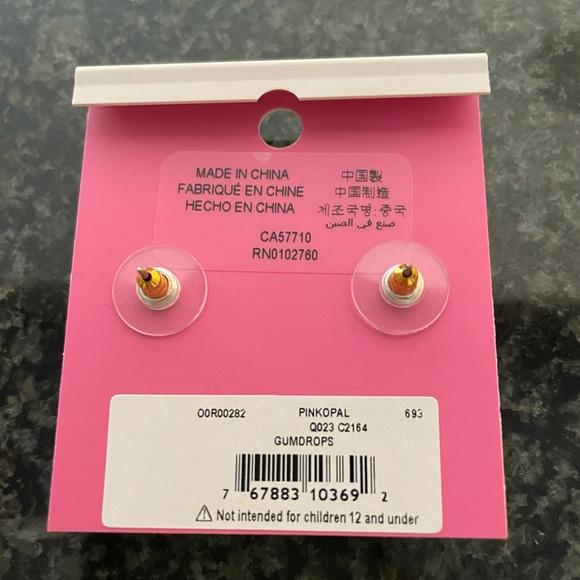 MADE IN CHINA
FABRIQUÉ EN CHINE
HECHO EN CHINA
中国製
中国制造
제조국명:중국
صنع في الصين
CA57710
RN0102760
O0R00282 PINKOPAL 693
Q023 C2164
GUMDROPS
7 67883 10369 2
⚠ Not intended for children 12 and under